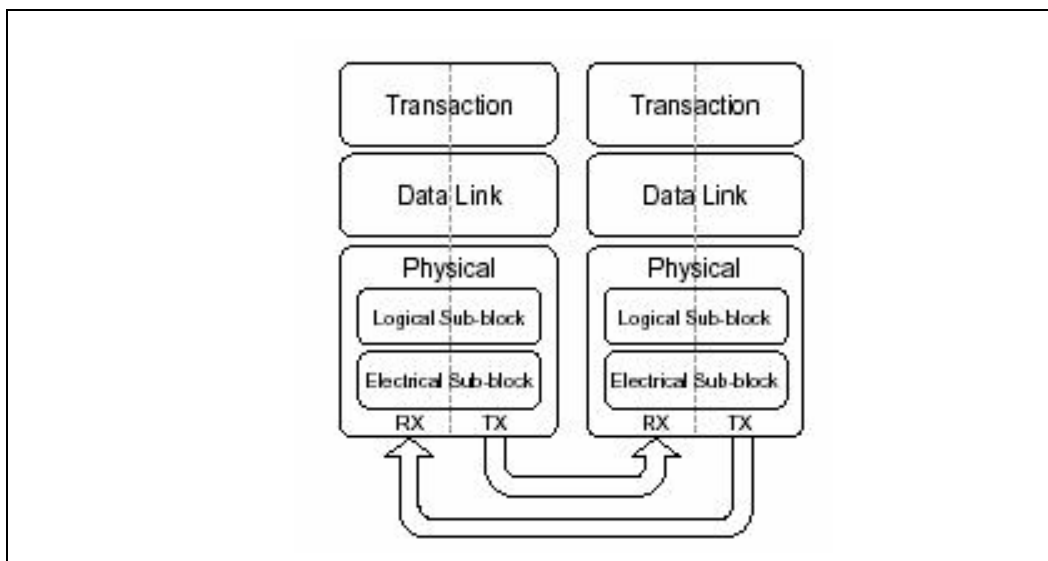 Transaction
Transaction
Data Link
Data Link
Physical
Physical
Logical Sub-block
Logical Sub-block
Electrical Sub-block
Electrical Sub-block
RX TX
RX TX